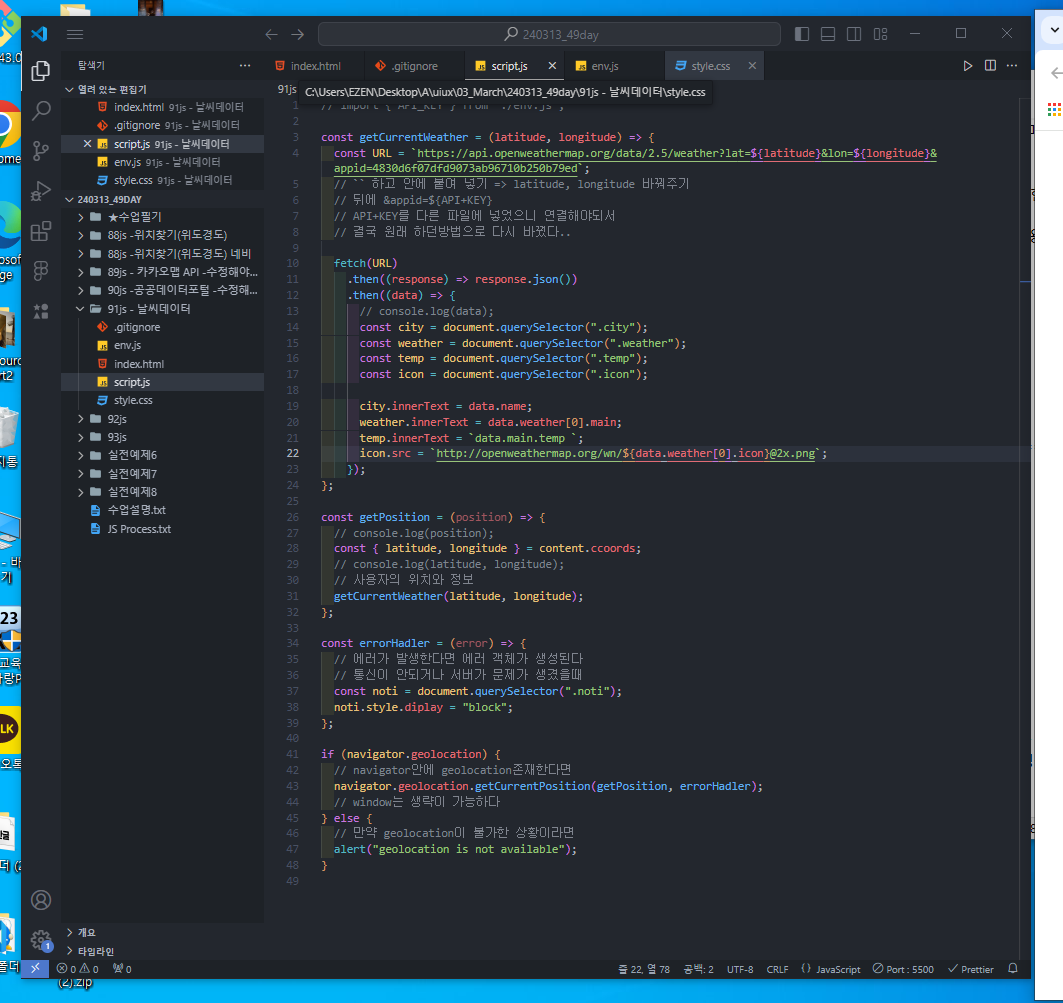 240313_49day
탐색기
index.html
.gitignore
script.js
env.js
style.css
열려 있는 편집기
91js
C:\Users\EZEN\Desktop\A\uiux\03_March\240313_49day\91js - 날씨데이터\style.css
index.html 91js - 날씨데이터
.gitignore 91js - 날씨데이터
script.js 91js - 날씨데이터
env.js 91js - 날씨데이터
style.css 91js - 날씨데이터
240313_49DAY
★수업필기
88js -위치찾기(위도경도)
88js -위치찾기(위도경도) 네비
89js - 카카오맵 API -수정해야...
90js -공공데이터포털 -수정해...
91js - 날씨데이터
.gitignore
env.js
index.html
script.js
style.css
92js
93js
실전예제6
실전예제7
실전예제8
수업설명.txt
JS Process.txt
개요
타임라인
1 // import { API_KEY } from "./env.js";
2
3 const getCurrentWeather = (latitude, longitude) => {
4 const URL = `https://api.openweathermap.org/data/2.5/weather?lat=${latitude}&lon=${longitude}&
appid=4830d6f07dfd9073ab96710b250b79ed`;
5 // `` 하고 안에 붙여 넣기 => latitude, longitude 바꿔주기
6 // 뒤에 &appid=${API+KEY}
7 // API+KEY를 다른 파일에 넣었으니 연결해야되서
8 // 결국 원래 하던방법으로 다시 바꿨다..
9
10 fetch(URL)
11 .then((response) => response.json())
12 .then((data) => {
13 // console.log(data);
14 const city = document.querySelector(".city");
15 const weather = document.querySelector(".weather");
16 const temp = document.querySelector(".temp");
17 const icon = document.querySelector(".icon");
18
19 city.innerText = data.name;
20 weather.innerText = data.weather[0].main;
21 temp.innerText = `data.main.temp `;
22 icon.src = `http://openweathermap.org/wn/${data.weather[0].icon}@2x.png`;
23 });
24 };
25
26 const getPosition = (position) => {
27 // console.log(position);
28 const { latitude, longitude } = content.ccoords;
29 // console.log(latitude, longitude);
30 // 사용자의 위치와 정보
31 getCurrentWeather(latitude, longitude);
32 };
33
34 const errorHadler = (error) => {
35 // 에러가 발생한다면 에러 객체가 생성된다
36 // 통신이 안되거나 서버가 문제가 생겼을때
37 const noti = document.querySelector(".noti");
38 noti.style.diplay = "block";
39 };
40
41 if (navigator.geolocation) {
42 // navigator안에 geolocation존재한다면
43 navigator.geolocation.getCurrentPosition(getPosition, errorHadler);
44 // window는 생략이 가능하다
45 } else {
46 // 만약 geolocation이 불가한 상황이라면
47 alert("geolocation is not available");
48 }
49
1
0 0 0
줄 22, 열 78
공백: 2
UTF-8
CRLF
{} JavaScript
Port : 5500
Prettier
(2).zip